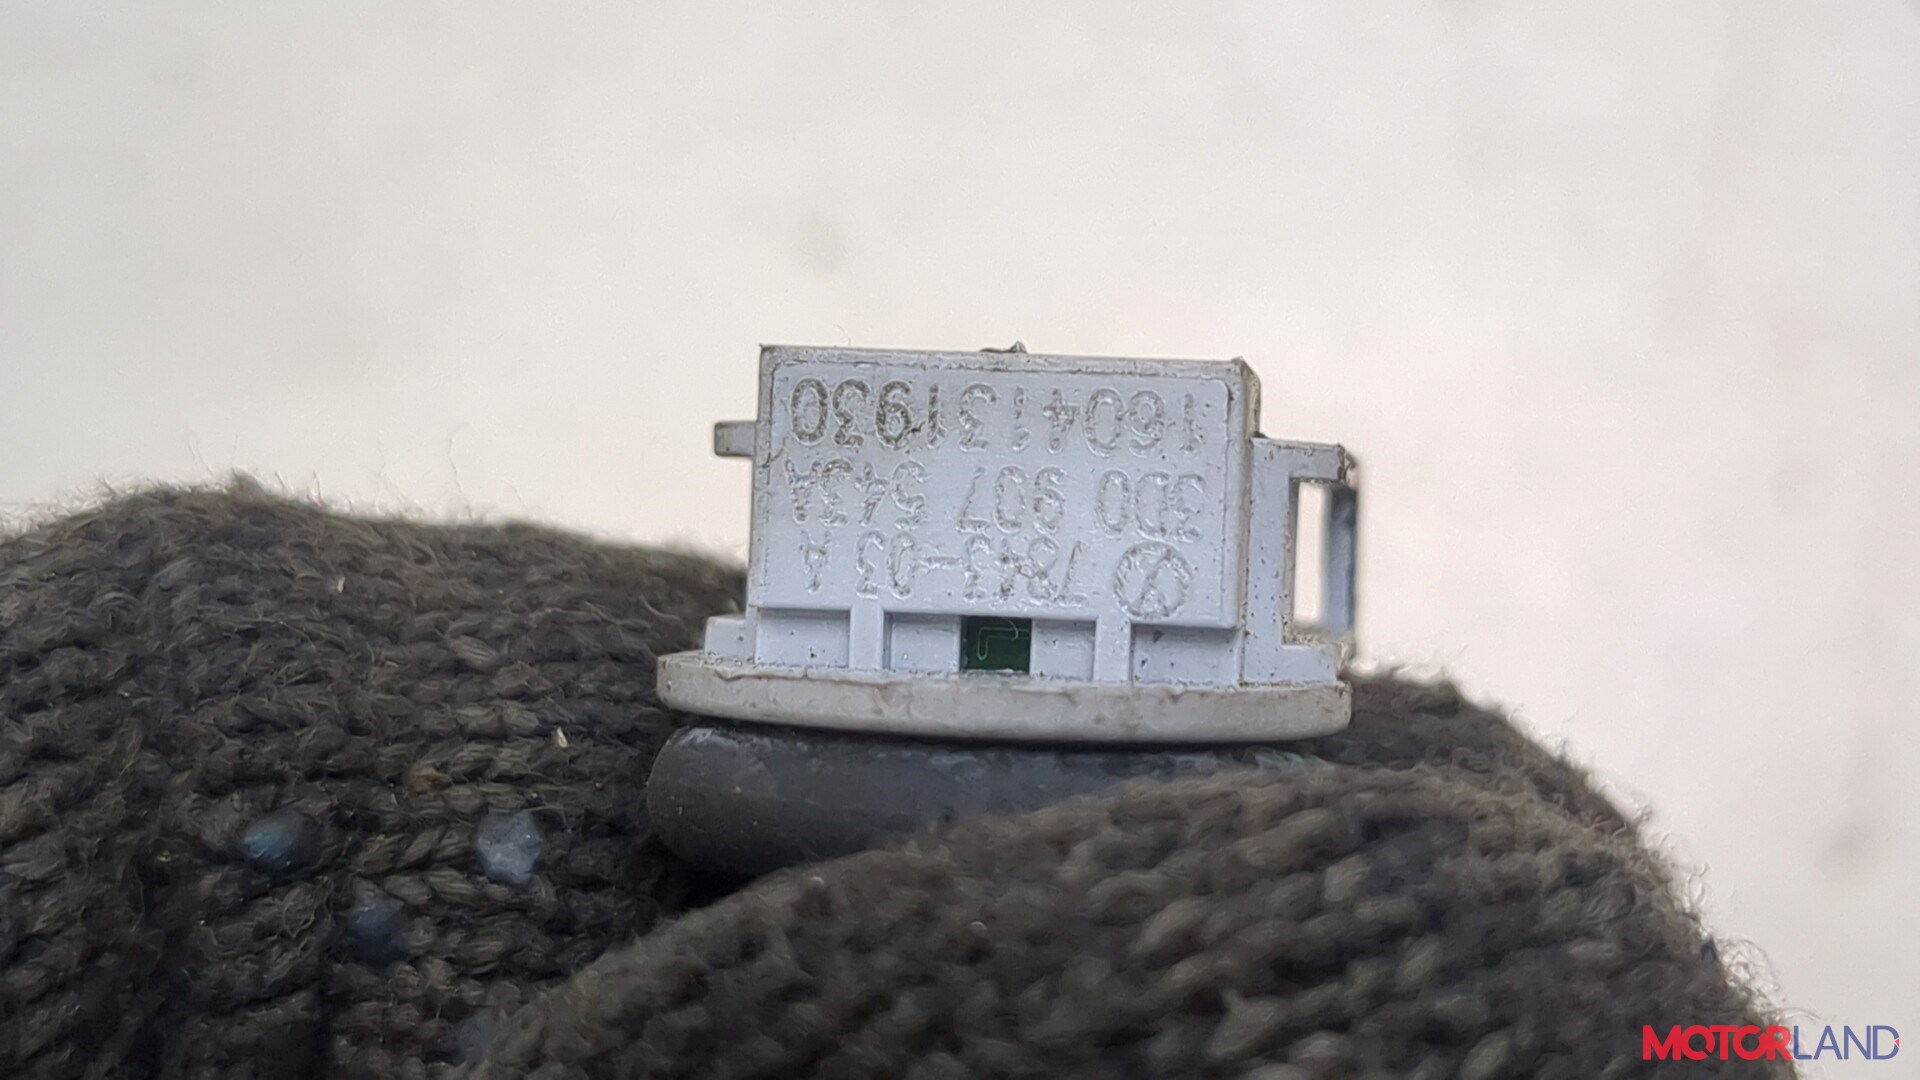 7843-03 A
3D0 907 543A
1604131930
MOTORLAND